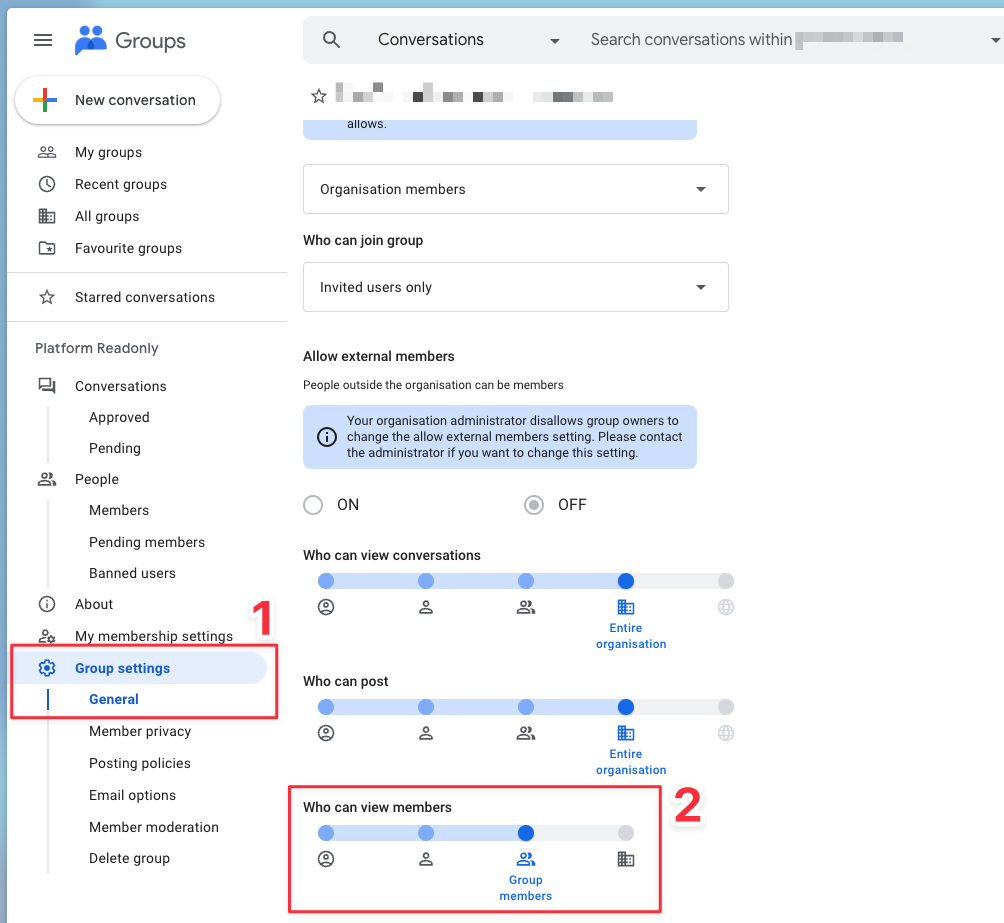 Groups
Conversations
Search conversations within
New conversation
My groups
Recent groups
All groups
Favourite groups
Starred conversations
Platform Readonly
Conversations
Approved
Pending
People
Members
Pending members
Banned users
About
1
My membership settings
Group settings
General
Member privacy
Posting policies
Email options
Member moderation
Delete group
allows.
Organisation members
Who can join group
Invited users only
Allow external members
People outside the organisation can be members
Your organisation administrator disallows group owners to
change the allow external members setting. Please contact
the administrator if you want to change this setting.
ON
OFF
Who can view conversations
Entire
organisation
Who can post
Entire
organisation
2
Who can view members
Group
members